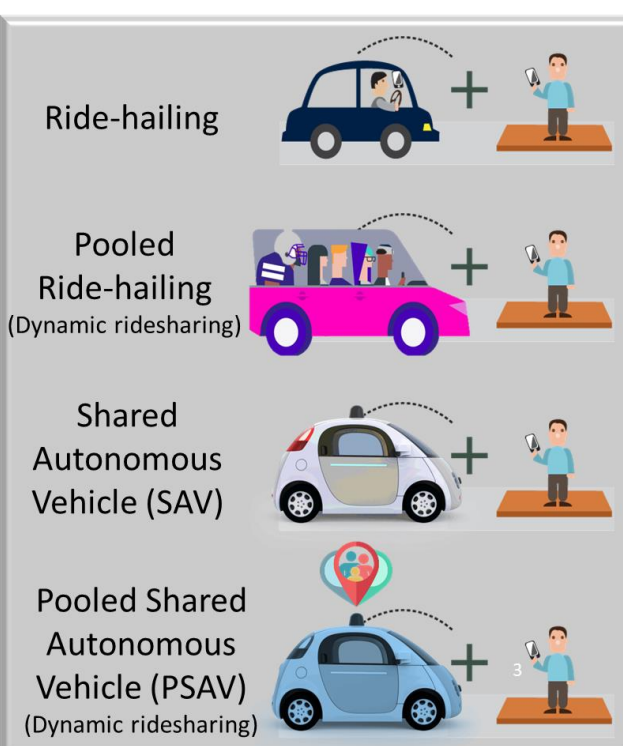 Ride-hailing
Pooled
Ride-hailing
(Dynamic ridesharing)
Shared
Autonomous
Vehicle (SAV)
Pooled Shared
Autonomous
Vehicle (PSAV)
(Dynamic ridesharing)
3